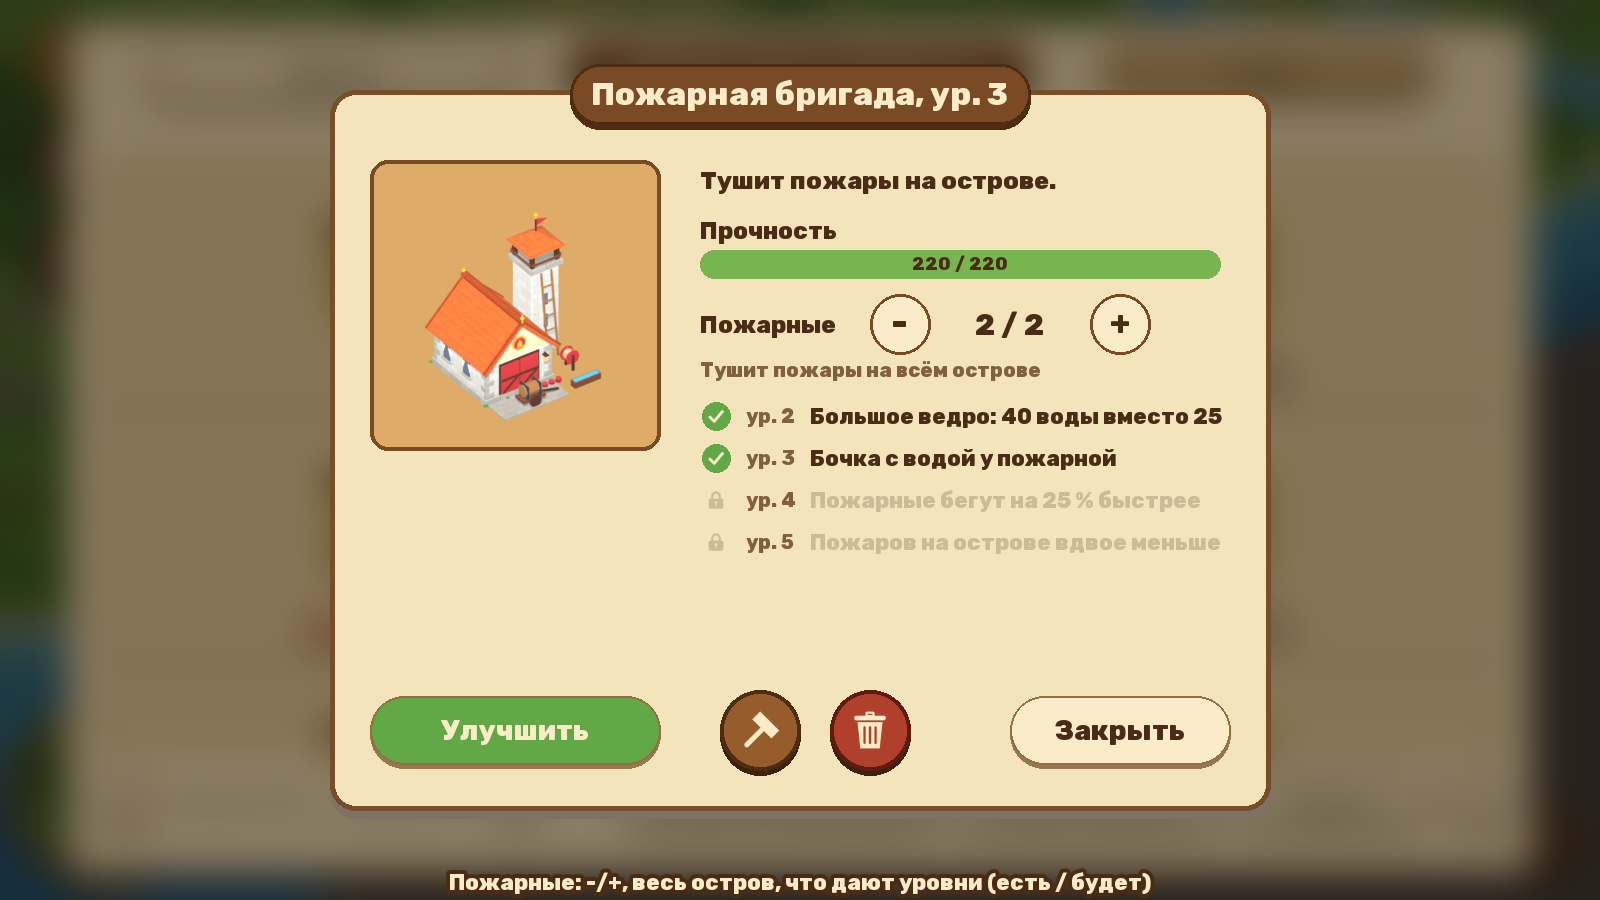 Пожарная бригада, ур. 3
Тушит пожары на острове.
Прочность
220 / 220
Пожарные - 2 / 2 +
Тушит пожары на всём острове
ур. 2 Большое ведро: 40 воды вместо 25
ур. 3 Бочка с водой у пожарной
ур. 4 Пожарные бегут на 25 % быстрее
ур. 5 Пожаров на острове вдвое меньше
Улучшить
Закрыть
Пожарные: -/+, весь остров, что дают уровни (есть / будет)